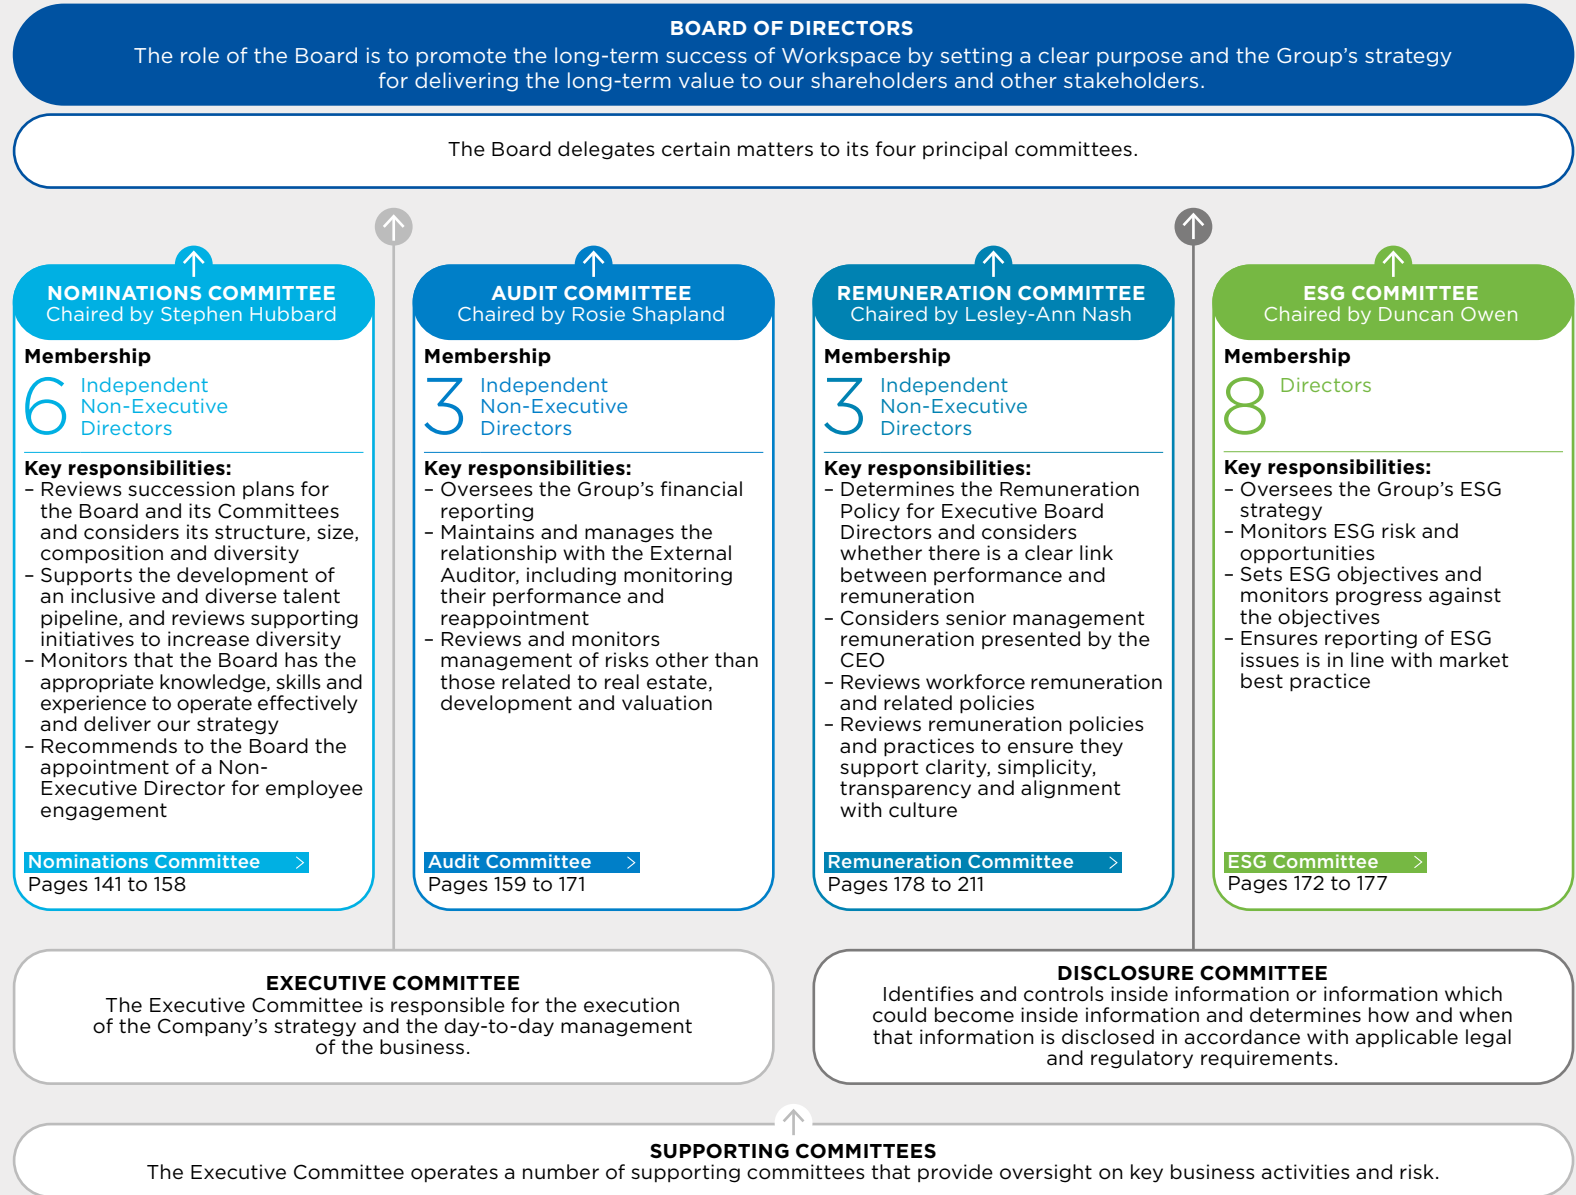 BOARD OF DIRECTORS
The role of the Board is to promote the long-term success of Workspace by setting a clear purpose and the Group’s strategy
for delivering the long-term value to our shareholders and other stakeholders.
The Board delegates certain matters to its four principal committees.
NOMINATIONS COMMITTEE
Chaired by Stephen Hubbard
Membership
6 Independent
Non-Executive
Directors
Key responsibilities:
– Reviews succession plans for
the Board and its Committees
and considers its structure, size,
composition and diversity
– Supports the development of
an inclusive and diverse talent
pipeline, and reviews supporting
initiatives to increase diversity
– Monitors that the Board has the
appropriate knowledge, skills and
experience to operate effectively
and deliver our strategy
– Recommends to the Board the
appointment of a Non-
Executive Director for employee
engagement
Nominations Committee >
Pages 141 to 158
AUDIT COMMITTEE
Chaired by Rosie Shapland
Membership
3 Independent
Non-Executive
Directors
Key responsibilities:
– Oversees the Group’s financial
reporting
– Maintains and manages the
relationship with the External
Auditor, including monitoring
their performance and
reappointment
– Reviews and monitors
management of risks other than
those related to real estate,
development and valuation
Audit Committee >
Pages 159 to 171
REMUNERATION COMMITTEE
Chaired by Lesley-Ann Nash
Membership
3 Independent
Non-Executive
Directors
Key responsibilities:
– Determines the Remuneration
Policy for Executive Board
Directors and considers
whether there is a clear link
between performance and
remuneration
– Considers senior management
remuneration presented by the
CEO
– Reviews workforce remuneration
and related policies
– Reviews remuneration policies
and practices to ensure they
support clarity, simplicity,
transparency and alignment
with culture
Remuneration Committee >
Pages 178 to 211
ESG COMMITTEE
Chaired by Duncan Owen
Membership
8 Directors
Key responsibilities:
– Oversees the Group’s ESG
strategy
– Monitors ESG risk and
opportunities
– Sets ESG objectives and
monitors progress against
the objectives
– Ensures reporting of ESG
issues is in line with market
best practice
ESG Committee >
Pages 172 to 177
EXECUTIVE COMMITTEE
The Executive Committee is responsible for the execution
of the Company’s strategy and the day-to-day management
of the business.
DISCLOSURE COMMITTEE
Identifies and controls inside information or information which
could become inside information and determines how and when
that information is disclosed in accordance with applicable legal
and regulatory requirements.
SUPPORTING COMMITTEES
The Executive Committee operates a number of supporting committees that provide oversight on key business activities and risk.